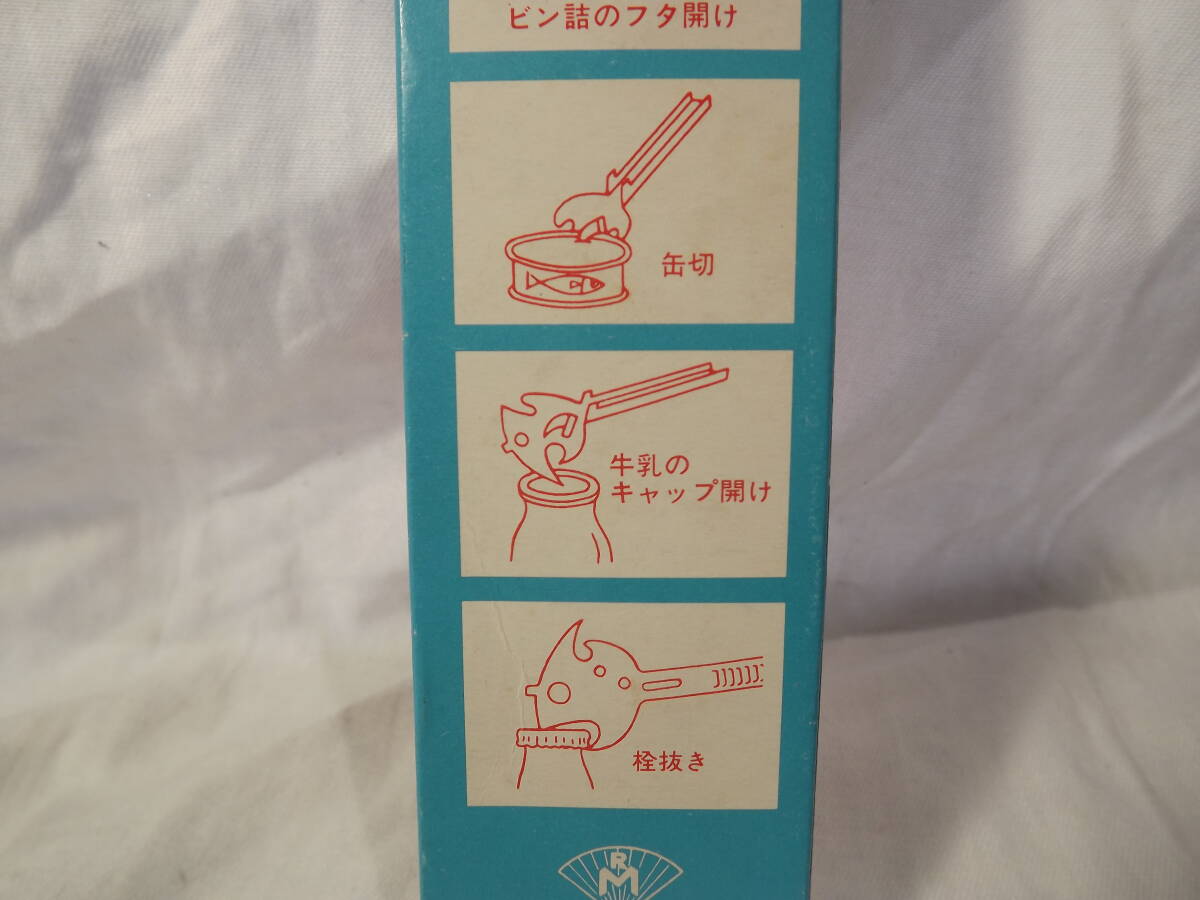 ビン詰のフタ開け
缶切
牛乳の
キャップ開け
栓抜き
R
M